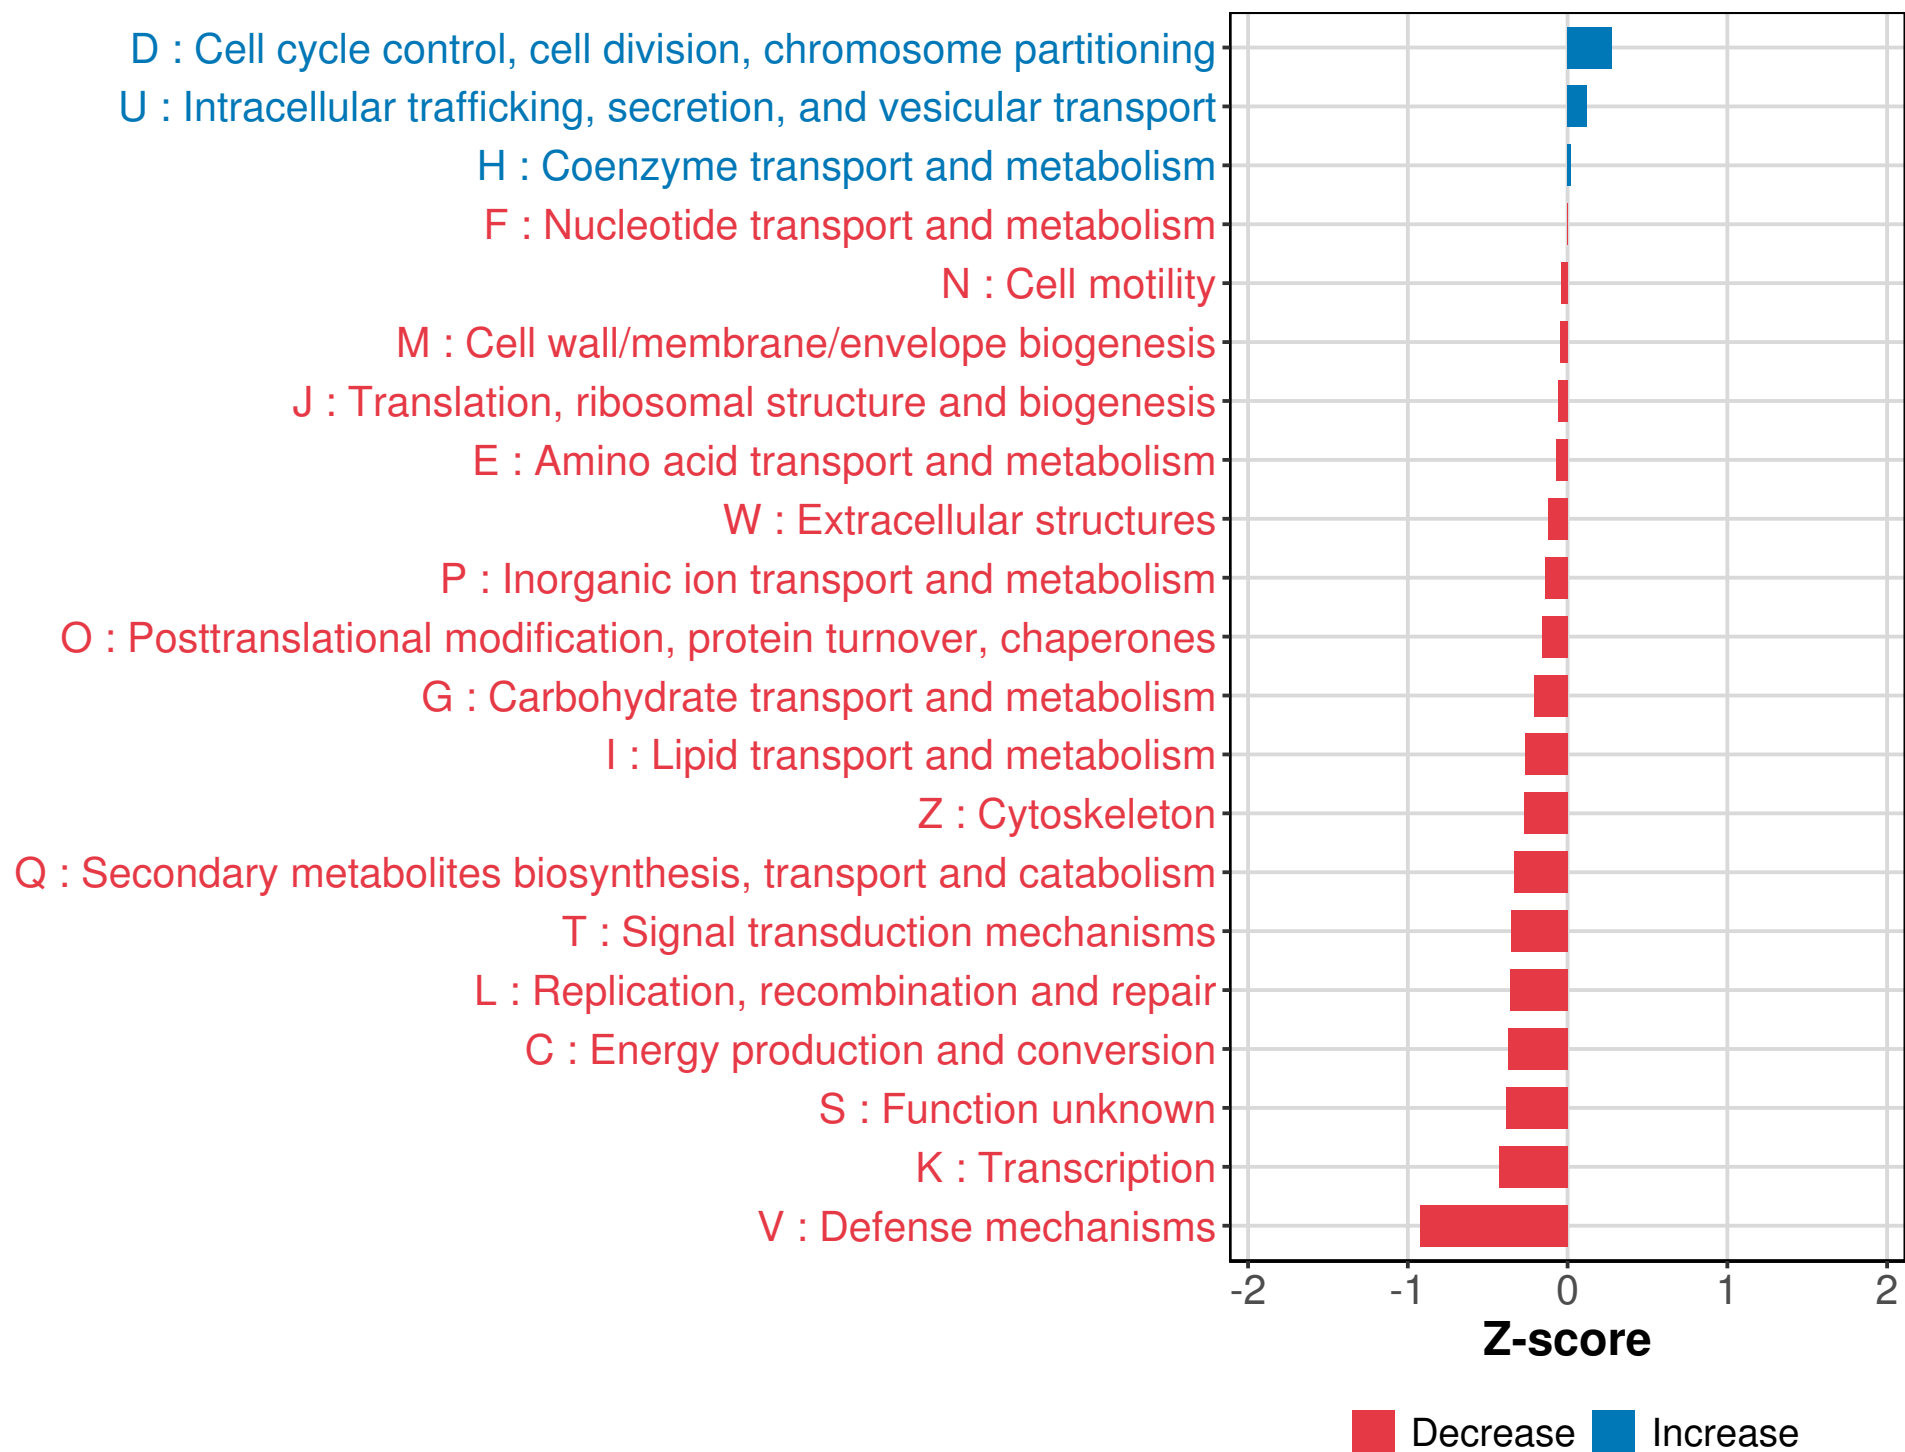 D : Cell cycle control, cell division, chromosome partitioning
U : Intracellular trafficking, secretion, and vesicular transport
H : Coenzyme transport and metabolism
F : Nucleotide transport and metabolism
N : Cell motility
M : Cell wall/membrane/envelope biogenesis
J : Translation, ribosomal structure and biogenesis
E : Amino acid transport and metabolism
W : Extracellular structures
P : Inorganic ion transport and metabolism
O : Posttranslational modification, protein turnover, chaperones
G : Carbohydrate transport and metabolism
I : Lipid transport and metabolism
Z : Cytoskeleton
Q : Secondary metabolites biosynthesis, transport and catabolism
T : Signal transduction mechanisms
L : Replication, recombination and repair
C : Energy production and conversion
S : Function unknown
K : Transcription
V : Defense mechanisms
-2 -1 0 1 2
Z-score
Decrease Increase